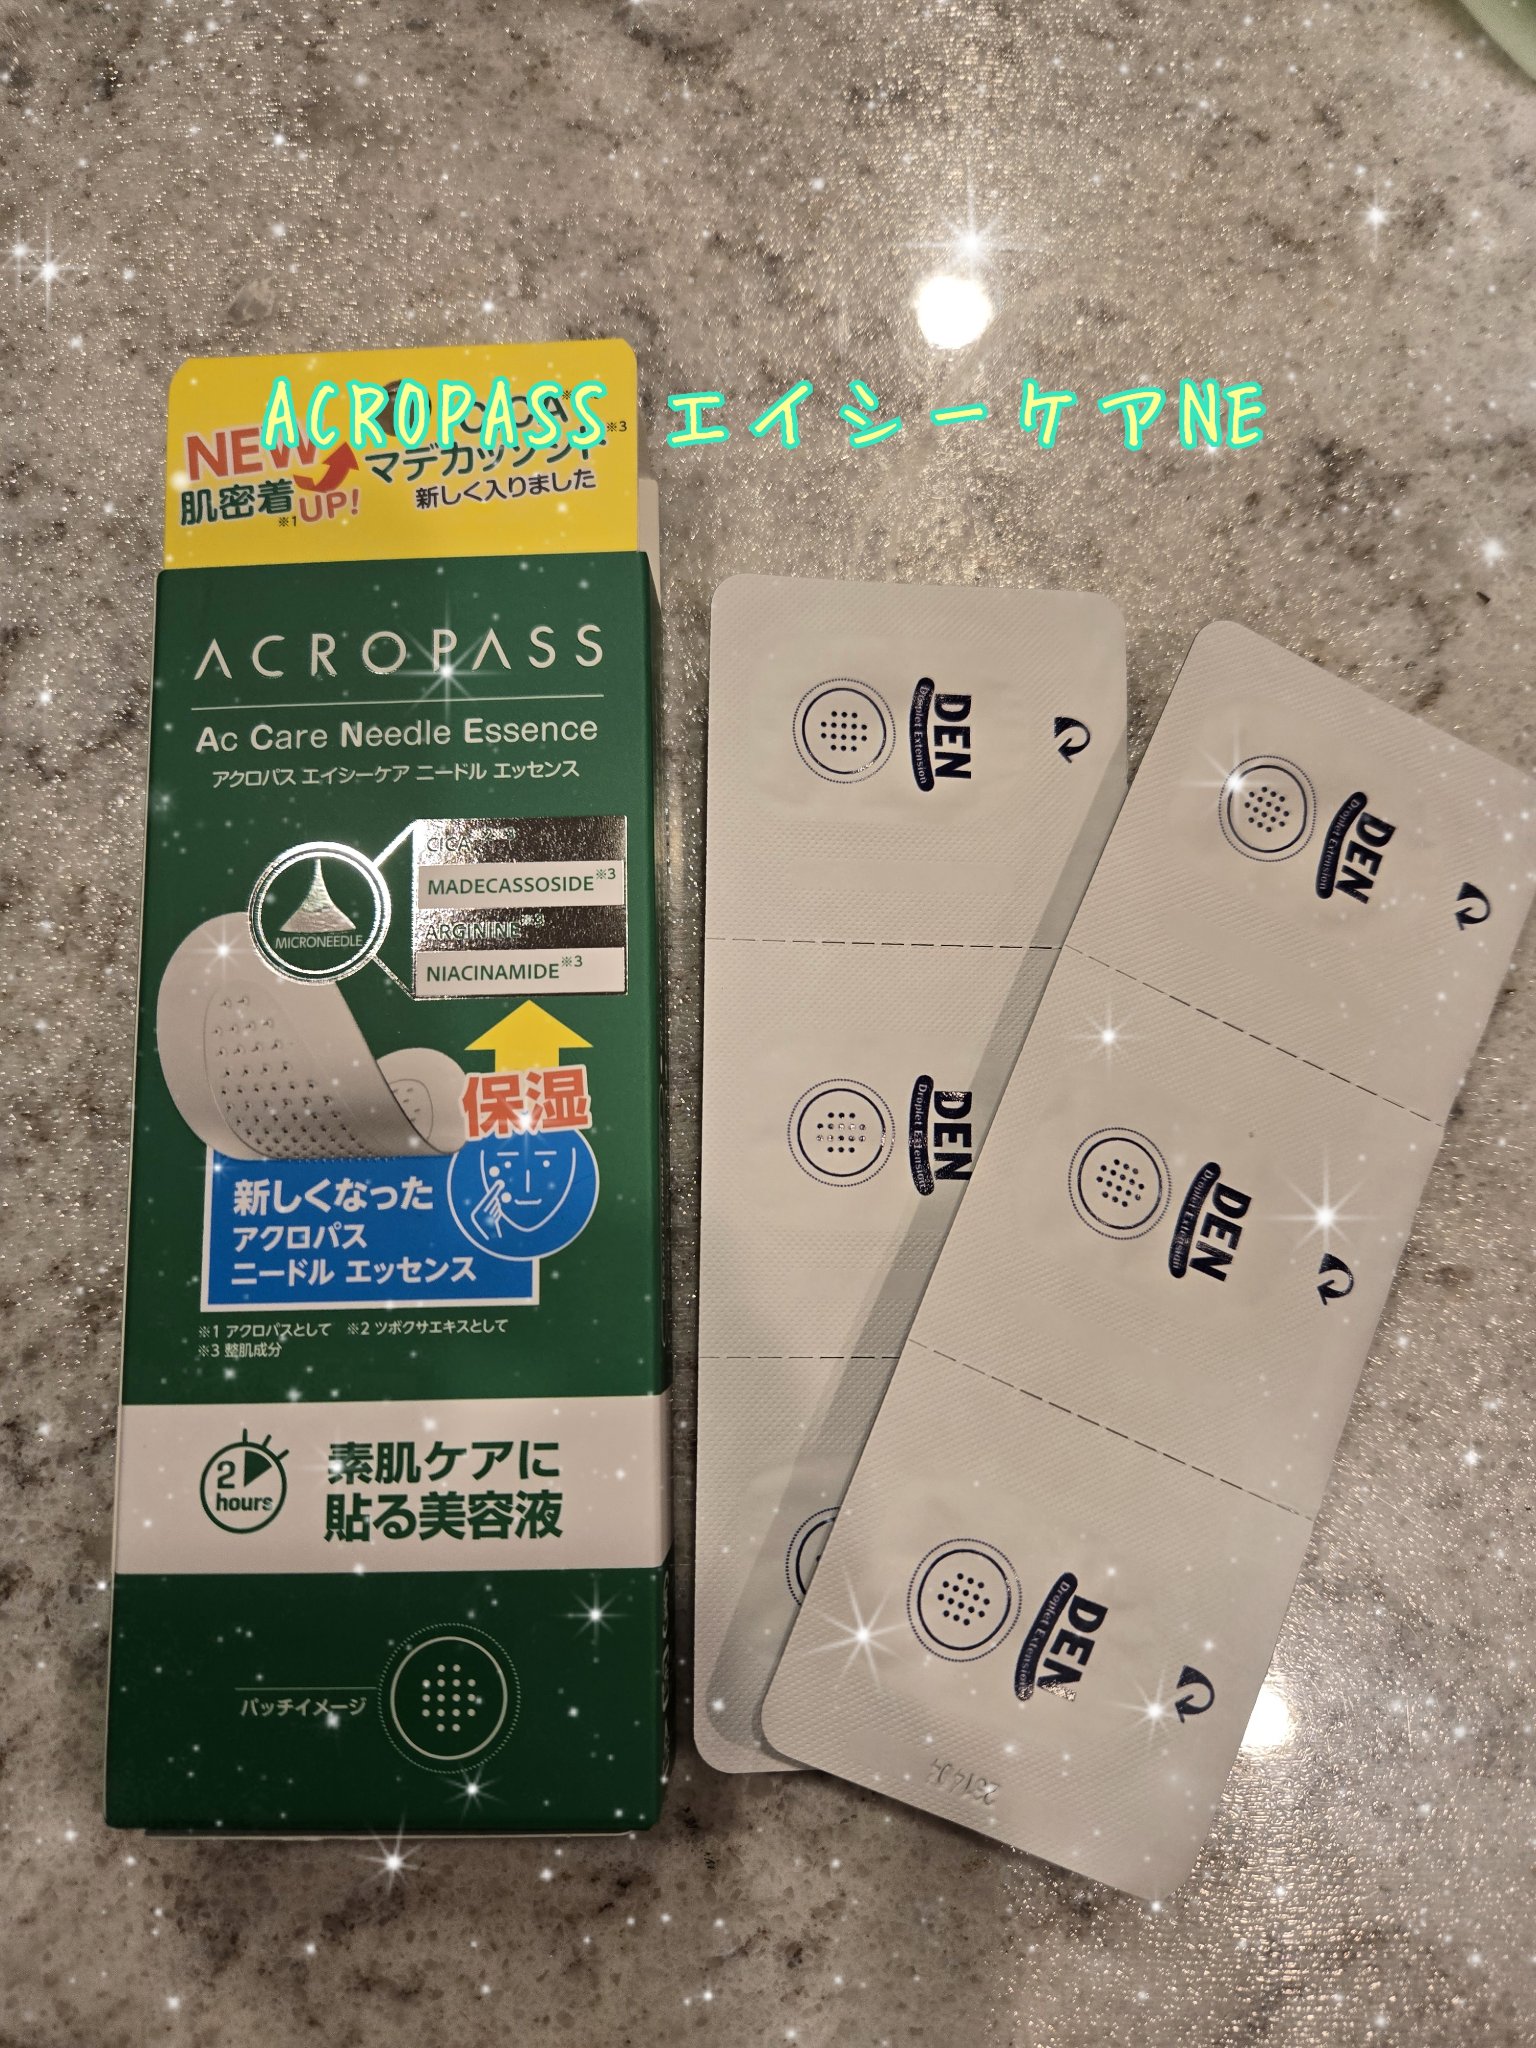 ACROPASS エイシーケアNE
NEW
肌密着UP!
※1
CICA※
マデカッソシド※3
新しく入りました
ACROPASS
Ac Care Needle Essence
アクロパス エイシーケア ニードル エッセンス
MICRONEEDLE
CICA
MADECASSOSIDE※3
ARGININE※3
NIACINAMIDE※3
保湿
新しくなった
アクロパス
ニードル エッセンス
※1 アクロパスとして ※2 ツボクサエキスとして
※3 整肌成分
2
hours
素肌ケアに
貼る美容液
パッチイメージ
DEN
Droplet Extension
DEN
Droplet Extension
DEN
Droplet Extension
DEN
Droplet Extension
DEN
Droplet Extension